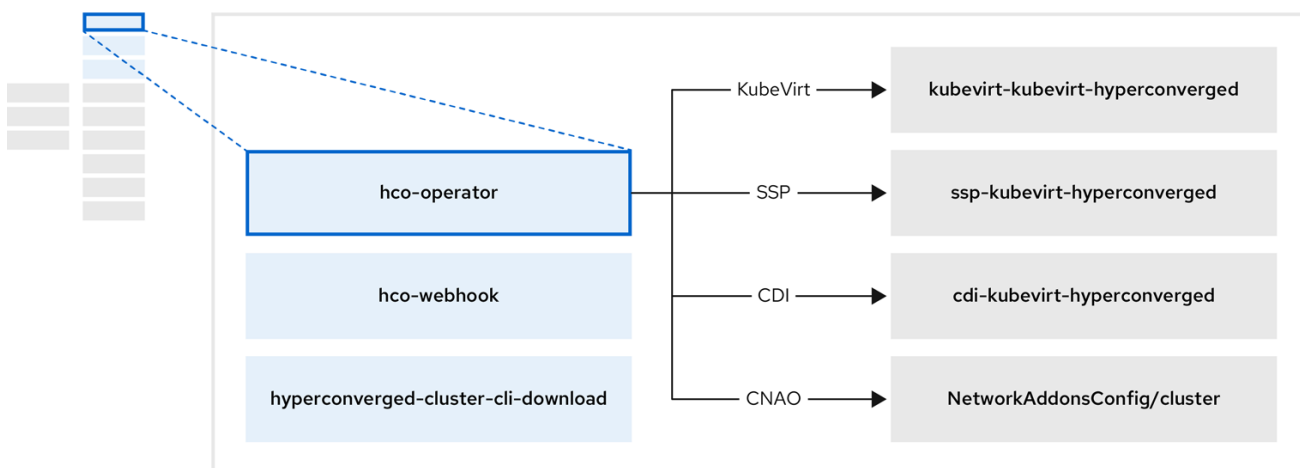 KubeVirt
kubevirt-kubevirt-hyperconverged
hco-operator
SSP
ssp-kubevirt-hyperconverged
hco-webhook
CDI
cdi-kubevirt-hyperconverged
hyperconverged-cluster-cli-download
CNAO
NetworkAddonsConfig/cluster